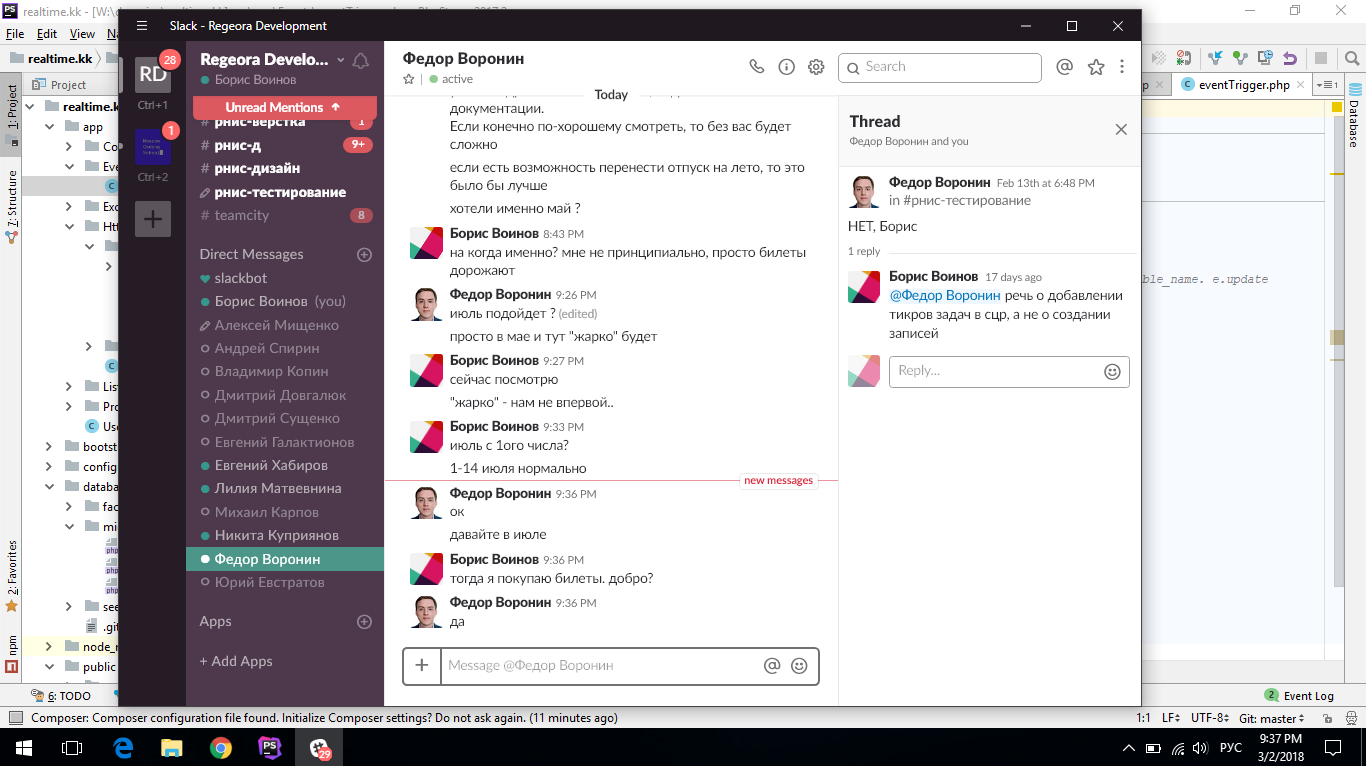 realtime.kk - [W:\
Slack - Regeora Development
File Edit View Na
realtime.kk
Project
1: Project
realtime.k
app
Co
Eve
Exc
Htt
List
Pro
Use
bootst
config
databa
fac
mi
see
.git
node_r
public
7: Structure
2: Favorites
npm
RD
28
Ctrl+1
1
Ctrl+2
Regeora Develo...
Борис Воинов
Unread Mentions ↑
# рнис-верстка 1
# рнис-д 9+
# рнис-дизайн
рнис-тестирование
# teamcity 8
Direct Messages
slackbot
Борис Воинов (you)
Алексей Мищенко
Андрей Спирин
Владимир Копин
Дмитрий Довгалюк
Дмитрий Сущенко
Евгений Галактионов
Евгений Хабиров
Лилия Матвевнина
Михаил Карпов
Никита Куприянов
Федор Воронин
Юрий Евстратов
Apps
+ Add Apps
Федор Воронин
active
Search
Today
документации.
Если конечно по-хорошему смотреть, то без вас будет
сложно
если есть возможность перенести отпуск на лето, то это
было бы лучше
хотели именно май ?
Борис Воинов 8:43 PM
на когда именно? мне не принципиально, просто билеты
дорожают
Федор Воронин 9:26 PM
июль подойдет ? (edited)
просто в мае и тут "жарко" будет
Борис Воинов 9:27 PM
сейчас посмотрю
"жарко" - нам не впервой..
Борис Воинов 9:33 PM
июль с 1ого числа?
1-14 июля нормально
new messages
Федор Воронин 9:36 PM
ок
давайте в июле
Борис Воинов 9:36 PM
тогда я покупаю билеты. добро?
Федор Воронин 9:36 PM
да
Message @Федор Воронин
Thread
Федор Воронин and you
Федор Воронин Feb 13th at 6:48 PM
in #рнис-тестирование
НЕТ, Борис
1 reply
Борис Воинов 17 days ago
@Федор Воронин речь о добавлении
тикров задач в сцр, а не о создании
записей
Reply...
eventTrigger.php
ble_name. e.update
Database
6: TODO
2 Event Log
Composer: Composer configuration file found. Initialize Composer settings? Do not ask again. (11 minutes ago)
1:1 LF UTF-8 Git: master
29
РУС
9:37 PM
3/2/2018